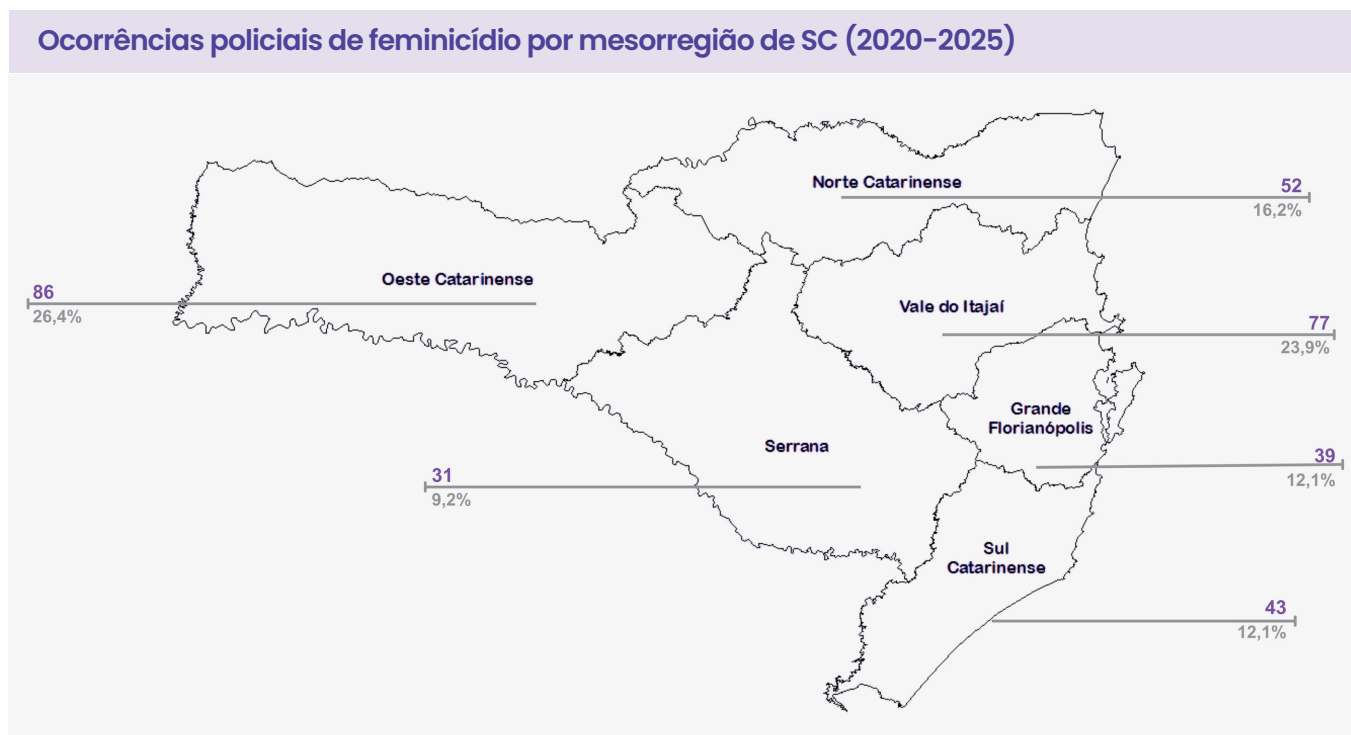 Ocorrências policiais de feminicídio por mesorregião de SC (2020-2025)
Norte Catarinense
52
16,2%
Oeste Catarinense
86
26,4%
Vale do Itajaí
77
23,9%
Grande
Florianópolis
39
12,1%
Serrana
31
9,2%
Sul
Catarinense
43
12,1%